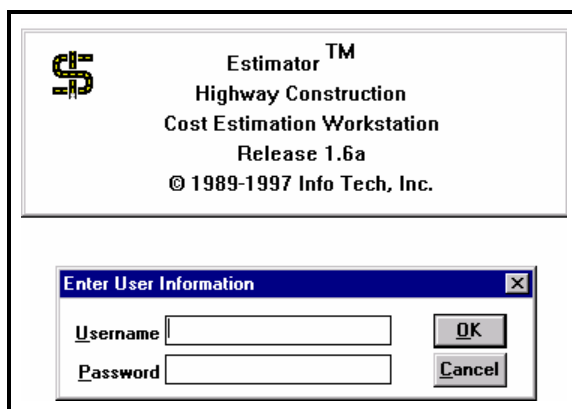 Estimator TM
Highway Construction
Cost Estimation Workstation
Release 1.6a
© 1989-1997 Info Tech, Inc.
Enter User Information
Username OK
Password Cancel